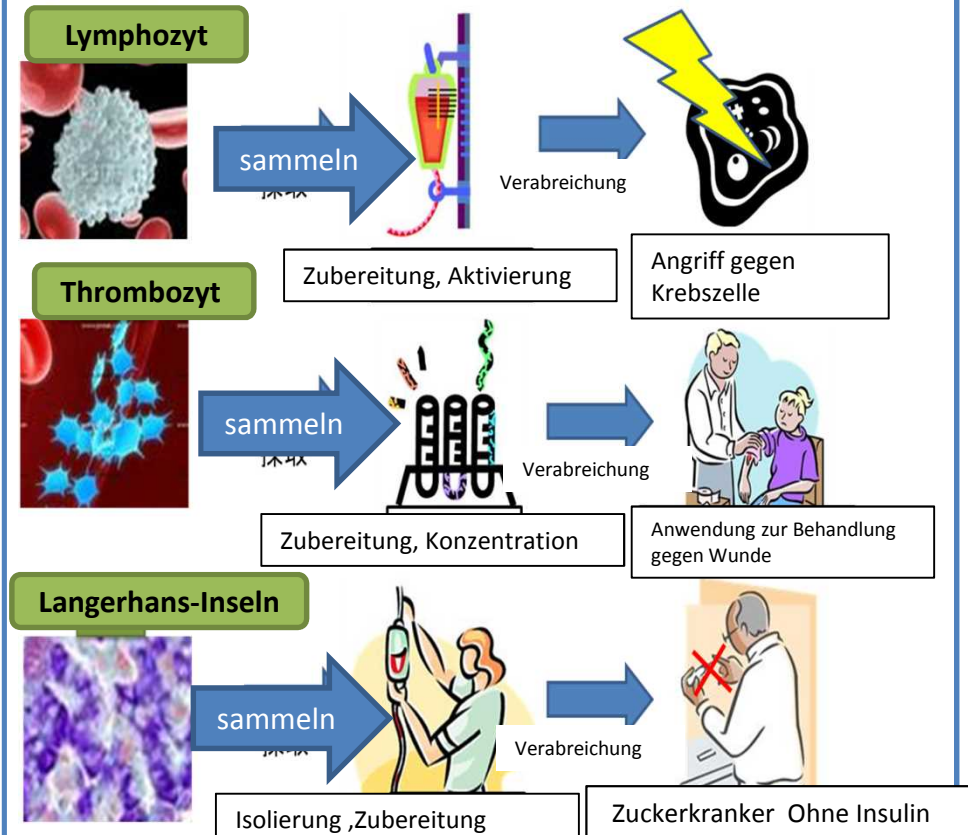 Lymphozyt
sammeln
Verabreichung
Zubereitung, Aktivierung
Angriff gegen
Krebszelle
Thrombozyt
sammeln
Verabreichung
Zubereitung, Konzentration
Anwendung zur Behandlung
gegen Wunde
Langerhans-Inseln
sammeln
Verabreichung
Isolierung ,Zubereitung
Zuckerkranker Ohne Insulin